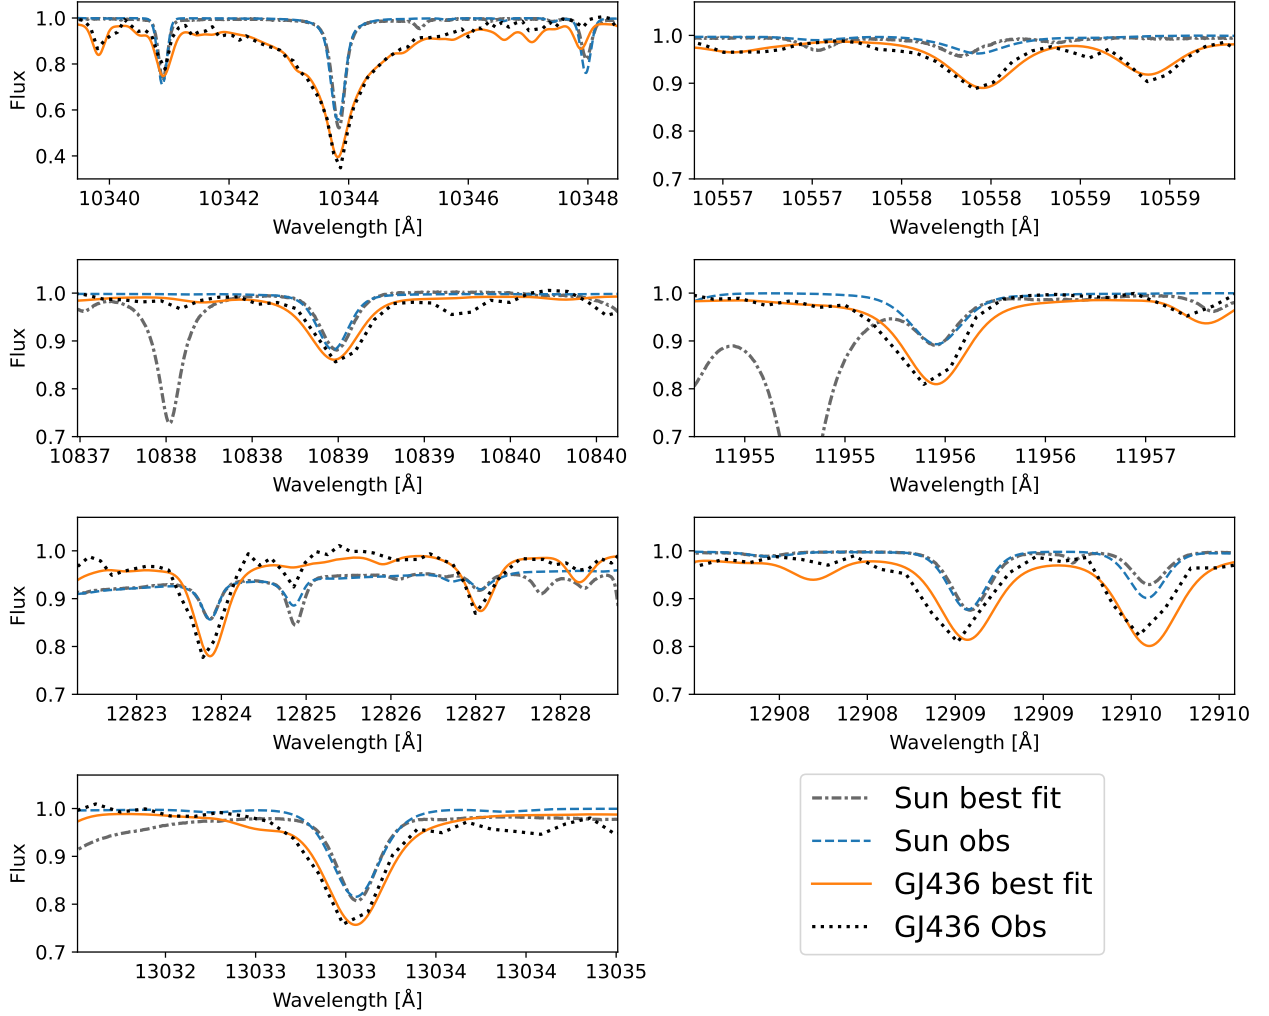 1.0
0.8
0.6
0.4
Flux
10340 10342 10344 10346 10348
Wavelength [Å]
1.0
0.9
0.8
0.7
10557 10557 10558 10558 10559 10559
Wavelength [Å]
1.0
0.9
0.8
0.7
Flux
10837 10838 10838 10839 10839 10840 10840
Wavelength [Å]
1.0
0.9
0.8
0.7
11955 11955 11956 11956 11957
Wavelength [Å]
1.0
0.9
0.8
0.7
Flux
12823 12824 12825 12826 12827 12828
Wavelength [Å]
1.0
0.9
0.8
0.7
12908 12908 12909 12909 12910 12910
Wavelength [Å]
1.0
0.9
0.8
0.7
Flux
13032 13033 13033 13034 13034 13035
Wavelength [Å]
Sun best fit
Sun obs
GJ436 best fit
GJ436 Obs